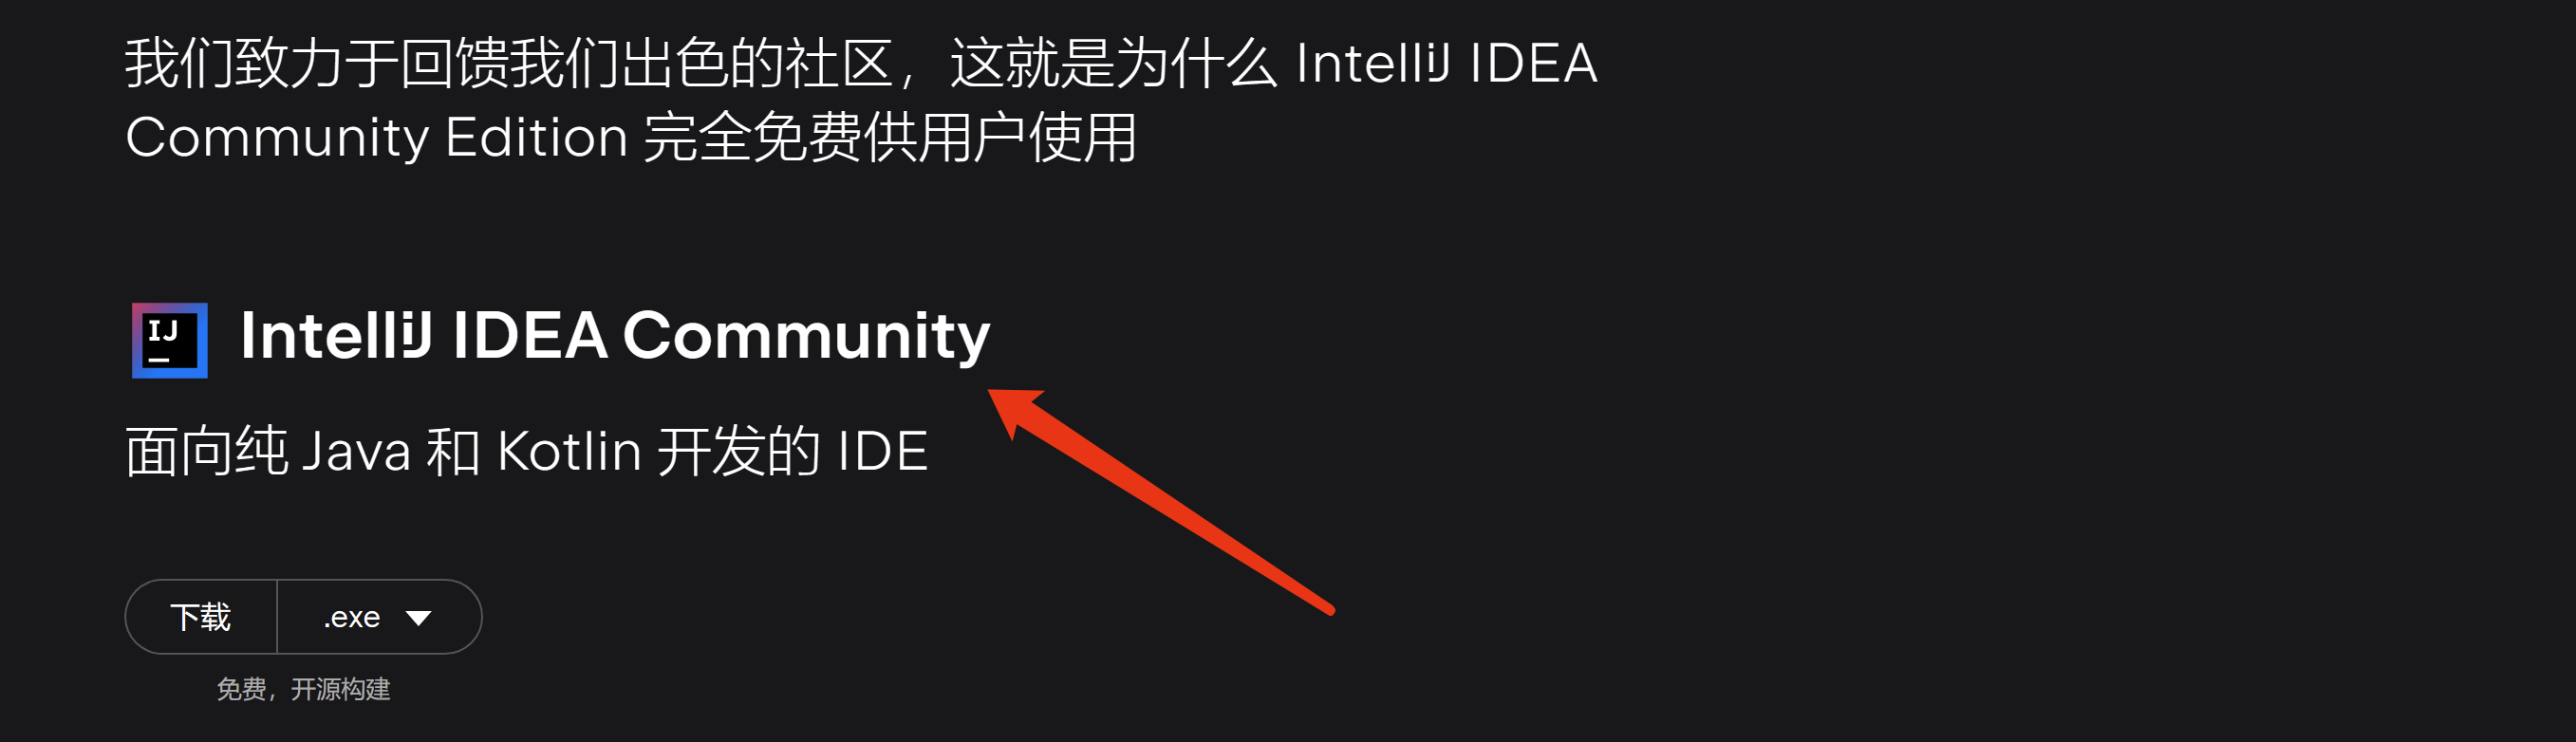 我们致力于回馈我们出色的社区，这就是为什么 IntelliJ IDEA
Community Edition 完全免费供用户使用
IJ
IntelliJ IDEA Community
面向纯 Java 和 Kotlin 开发的 IDE
下载 .exe
免费，开源构建